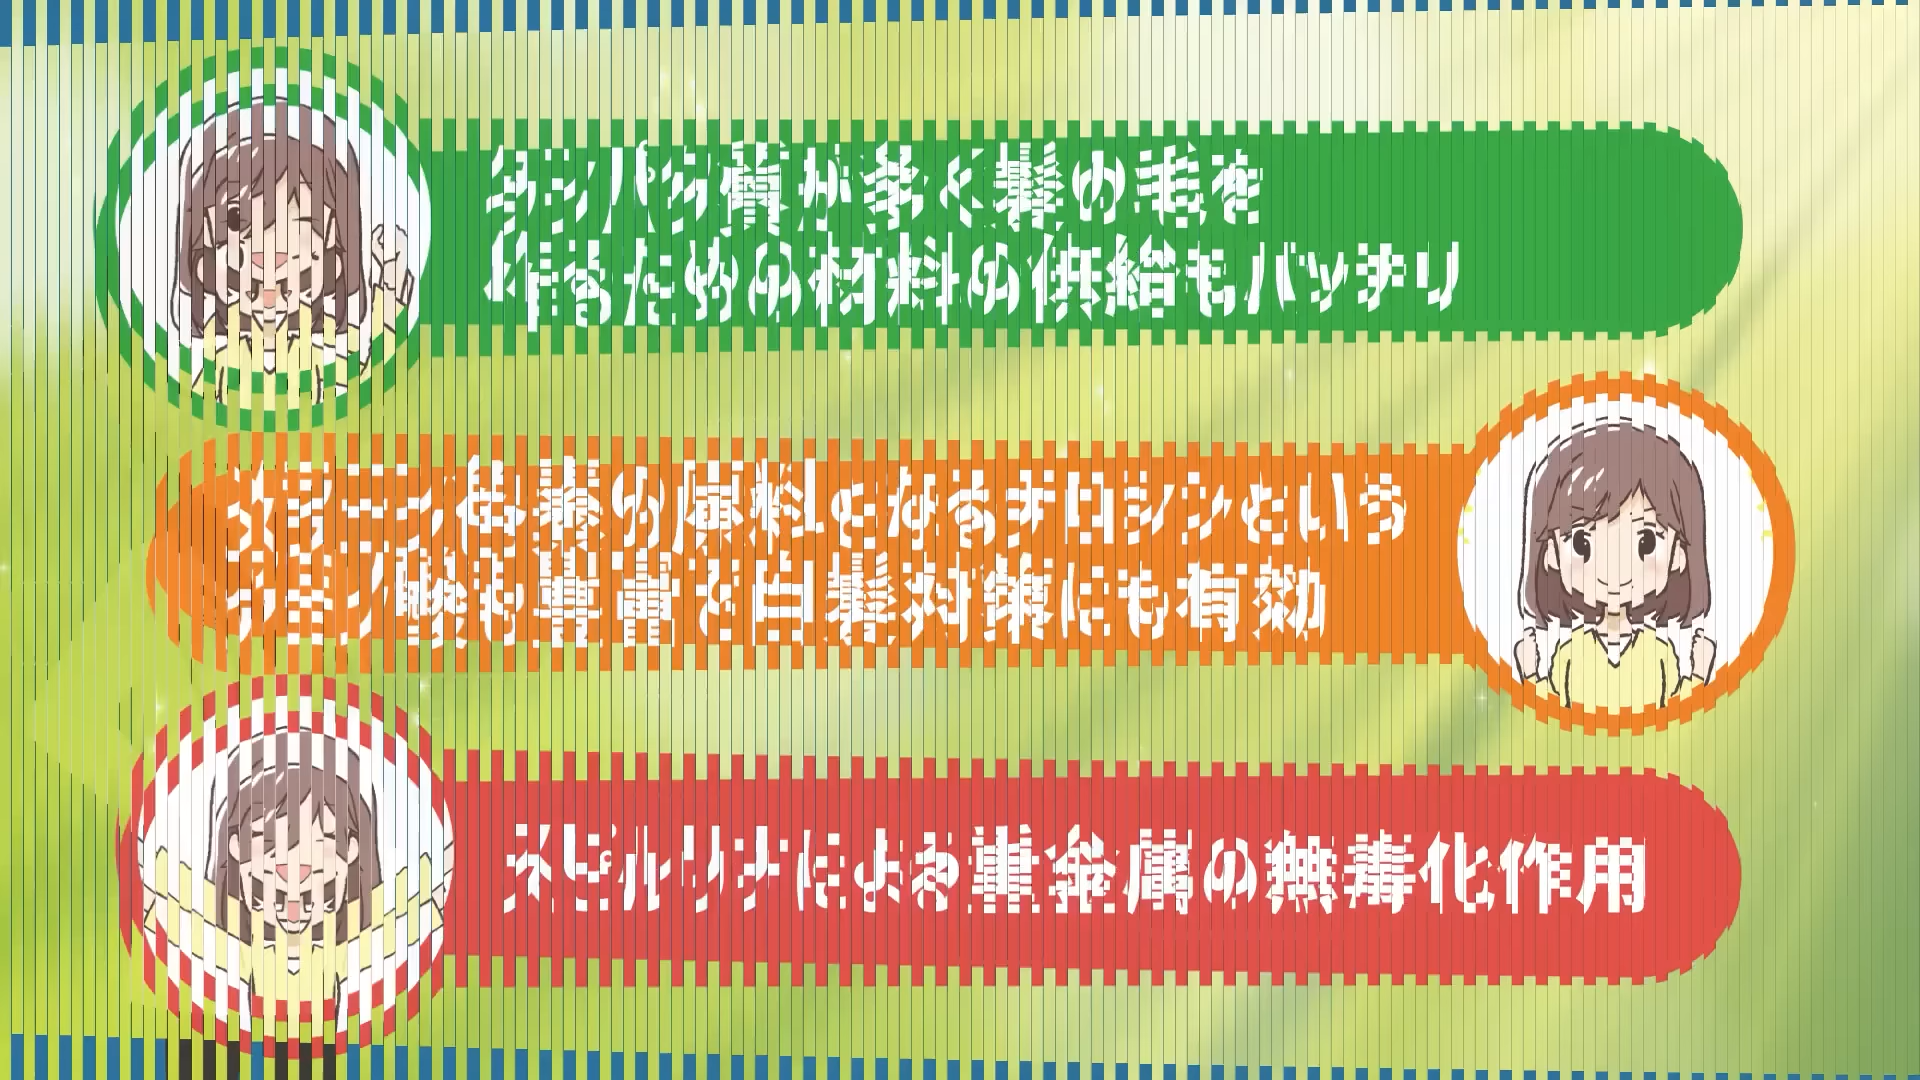 タンパク質が多く髪の毛を
作るための材料の供給もバッチリ
メラニン色素の原料となるチロシンという
アミノ酸も豊富で白髪対策にも有効
スピルリナによる重金属の無毒化作用